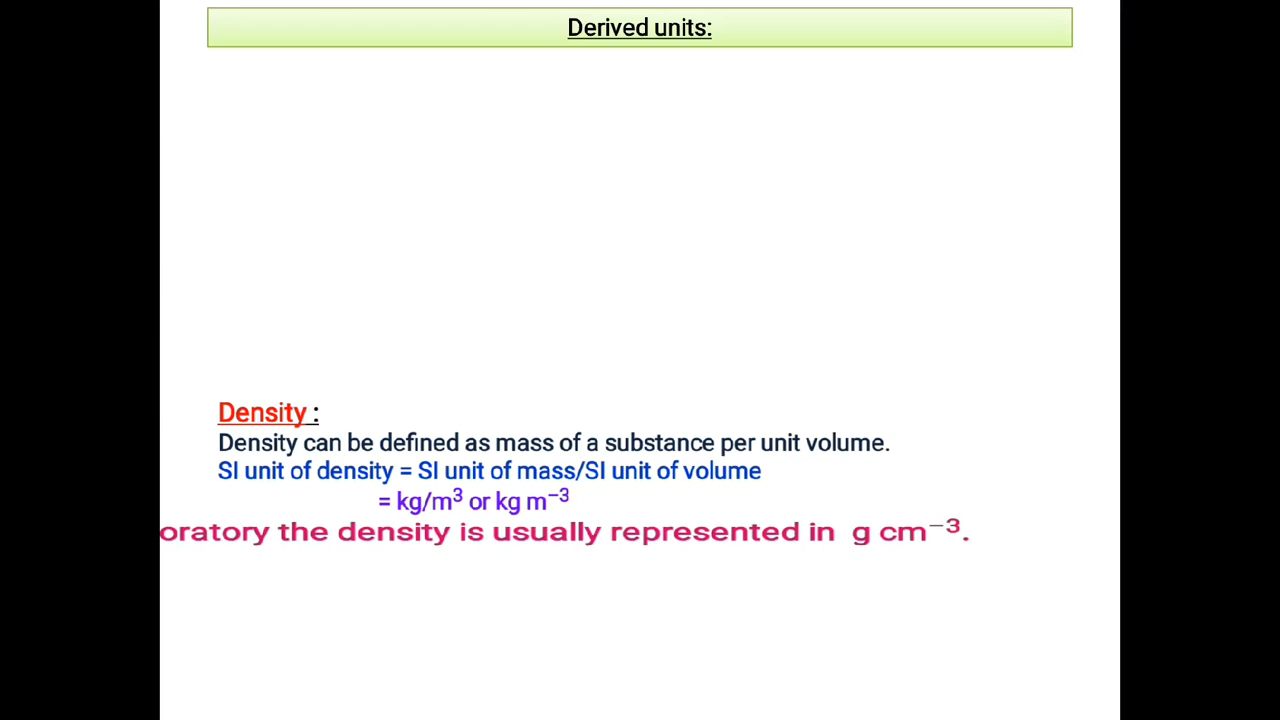 Derived units:
Density :
Density can be defined as mass of a substance per unit volume.
SI unit of density = SI unit of mass/SI unit of volume
= kg/m³ or kg m⁻³
oratory the density is usually represented in g cm⁻³.